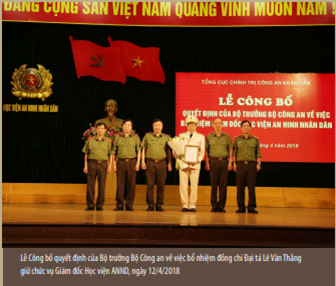 ĐẢNG CỘNG SẢN VIỆT NAM QUANG VINH MUÔN NĂM
HỌC VIỆN AN NINH NHÂN DÂN
TỔNG CỤC CHÍNH TRỊ CÔNG AN NHÂN DÂN
LỄ CÔNG BỐ
QUYẾT ĐỊNH CỦA BỘ TRƯỞNG BỘ CÔNG AN VỀ VIỆC
BỔ NHIỆM GIÁM ĐỐC HỌC VIỆN AN NINH NHÂN DÂN
4 năm 2018
Lễ Công bố quyết định của Bộ trưởng Bộ Công an về việc bổ nhiệm đồng chí Đại tá Lê Văn Thắng
giữ chức vụ Giám đốc Học viện ANND, ngày 12/4/2018